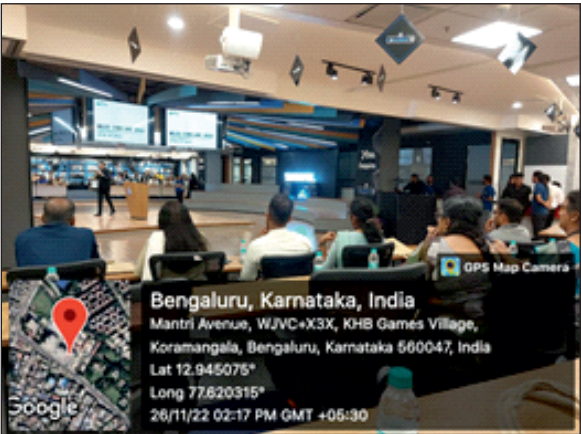 GPS Map Camera
Bengaluru, Karnataka, India
Mantri Avenue, WJVC+X3X, KHB Games Village,
Koramangala, Bengaluru, Karnataka 560047, India
Lat 12.945075°
Long 77.620315°
26/11/22 02:17 PM GMT +05:30
Google